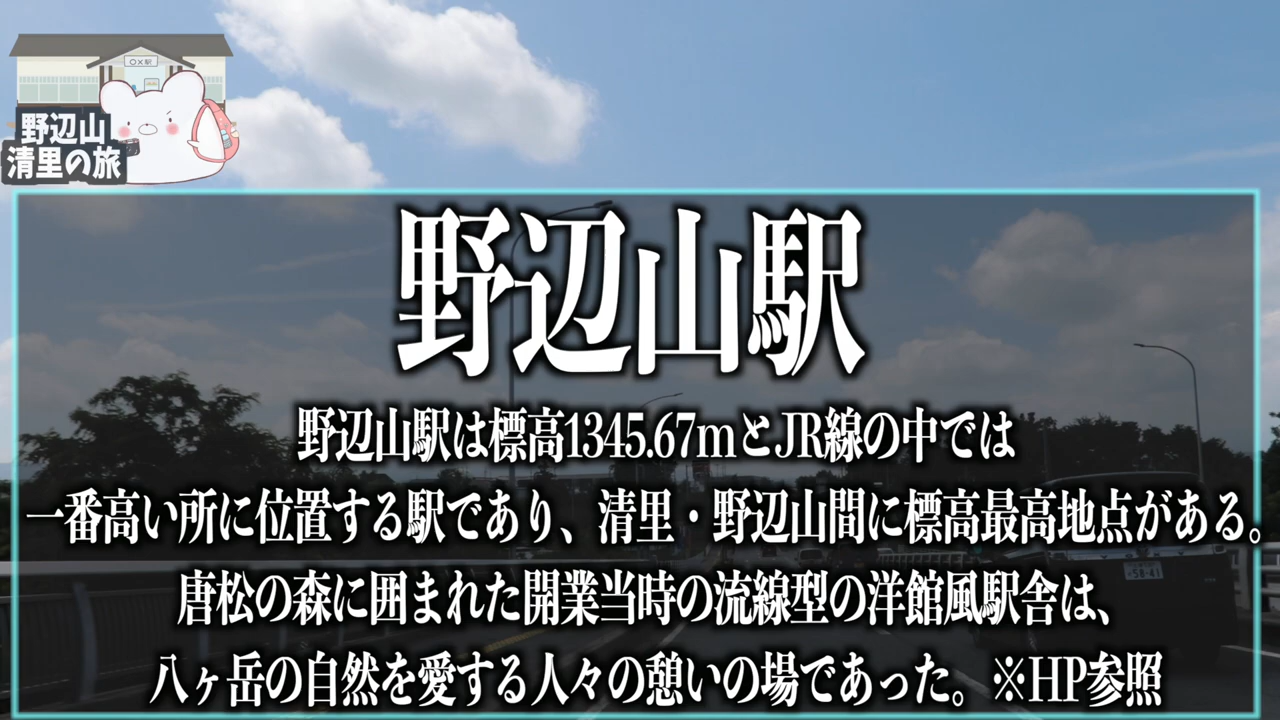 ○×駅
野辺山
清里の旅
野辺山駅
野辺山駅は標高1345.67mとJR線の中では
一番高い所に位置する駅であり、清里・野辺山間に標高最高地点がある。
唐松の森に囲まれた開業当時の流線型の洋館風駅舎は、
八ヶ岳の自然を愛する人々の憩いの場であった。※HP参照
58-41